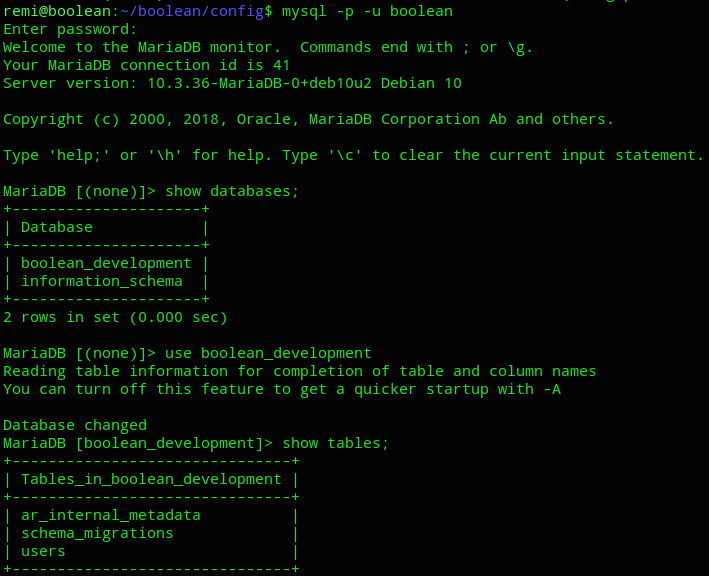 remi@boolean:~/boolean/config$ mysql -p -u boolean
Enter password:
Welcome to the MariaDB monitor.  Commands end with ; or \g.
Your MariaDB connection id is 41
Server version: 10.3.36-MariaDB-0+deb10u2 Debian 10

Copyright (c) 2000, 2018, Oracle, MariaDB Corporation Ab and others.

Type 'help;' or '\h' for help. Type '\c' to clear the current input statement.

MariaDB [(none)]> show databases;
+---------------------+
| Database            |
+---------------------+
| boolean_development |
| information_schema  |
+---------------------+
2 rows in set (0.000 sec)

MariaDB [(none)]> use boolean_development
Reading table information for completion of table and column names
You can turn off this feature to get a quicker startup with -A

Database changed
MariaDB [boolean_development]> show tables;
+-------------------------------+
| Tables_in_boolean_development |
+-------------------------------+
| ar_internal_metadata          |
| schema_migrations             |
| users                         |
+-------------------------------+